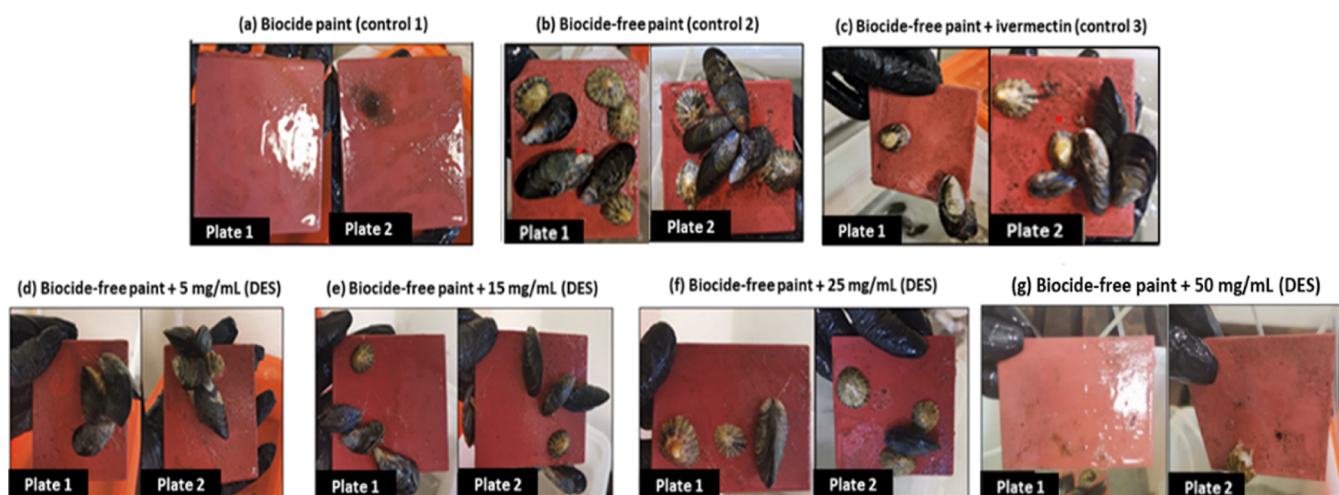 (a) Biocide paint (control 1)
(b) Biocide-free paint (control 2)
(c) Biocide-free paint + ivermectin (control 3)
Plate 1
Plate 2
Plate 1
Plate 2
Plate 1
Plate 2
(d) Biocide-free paint + 5 mg/mL (DES)
(e) Biocide-free paint + 15 mg/mL (DES)
(f) Biocide-free paint + 25 mg/mL (DES)
(g) Biocide-free paint + 50 mg/mL (DES)
Plate 1
Plate 2
Plate 1
Plate 2
Plate 1
Plate 2
Plate 1
Plate 2